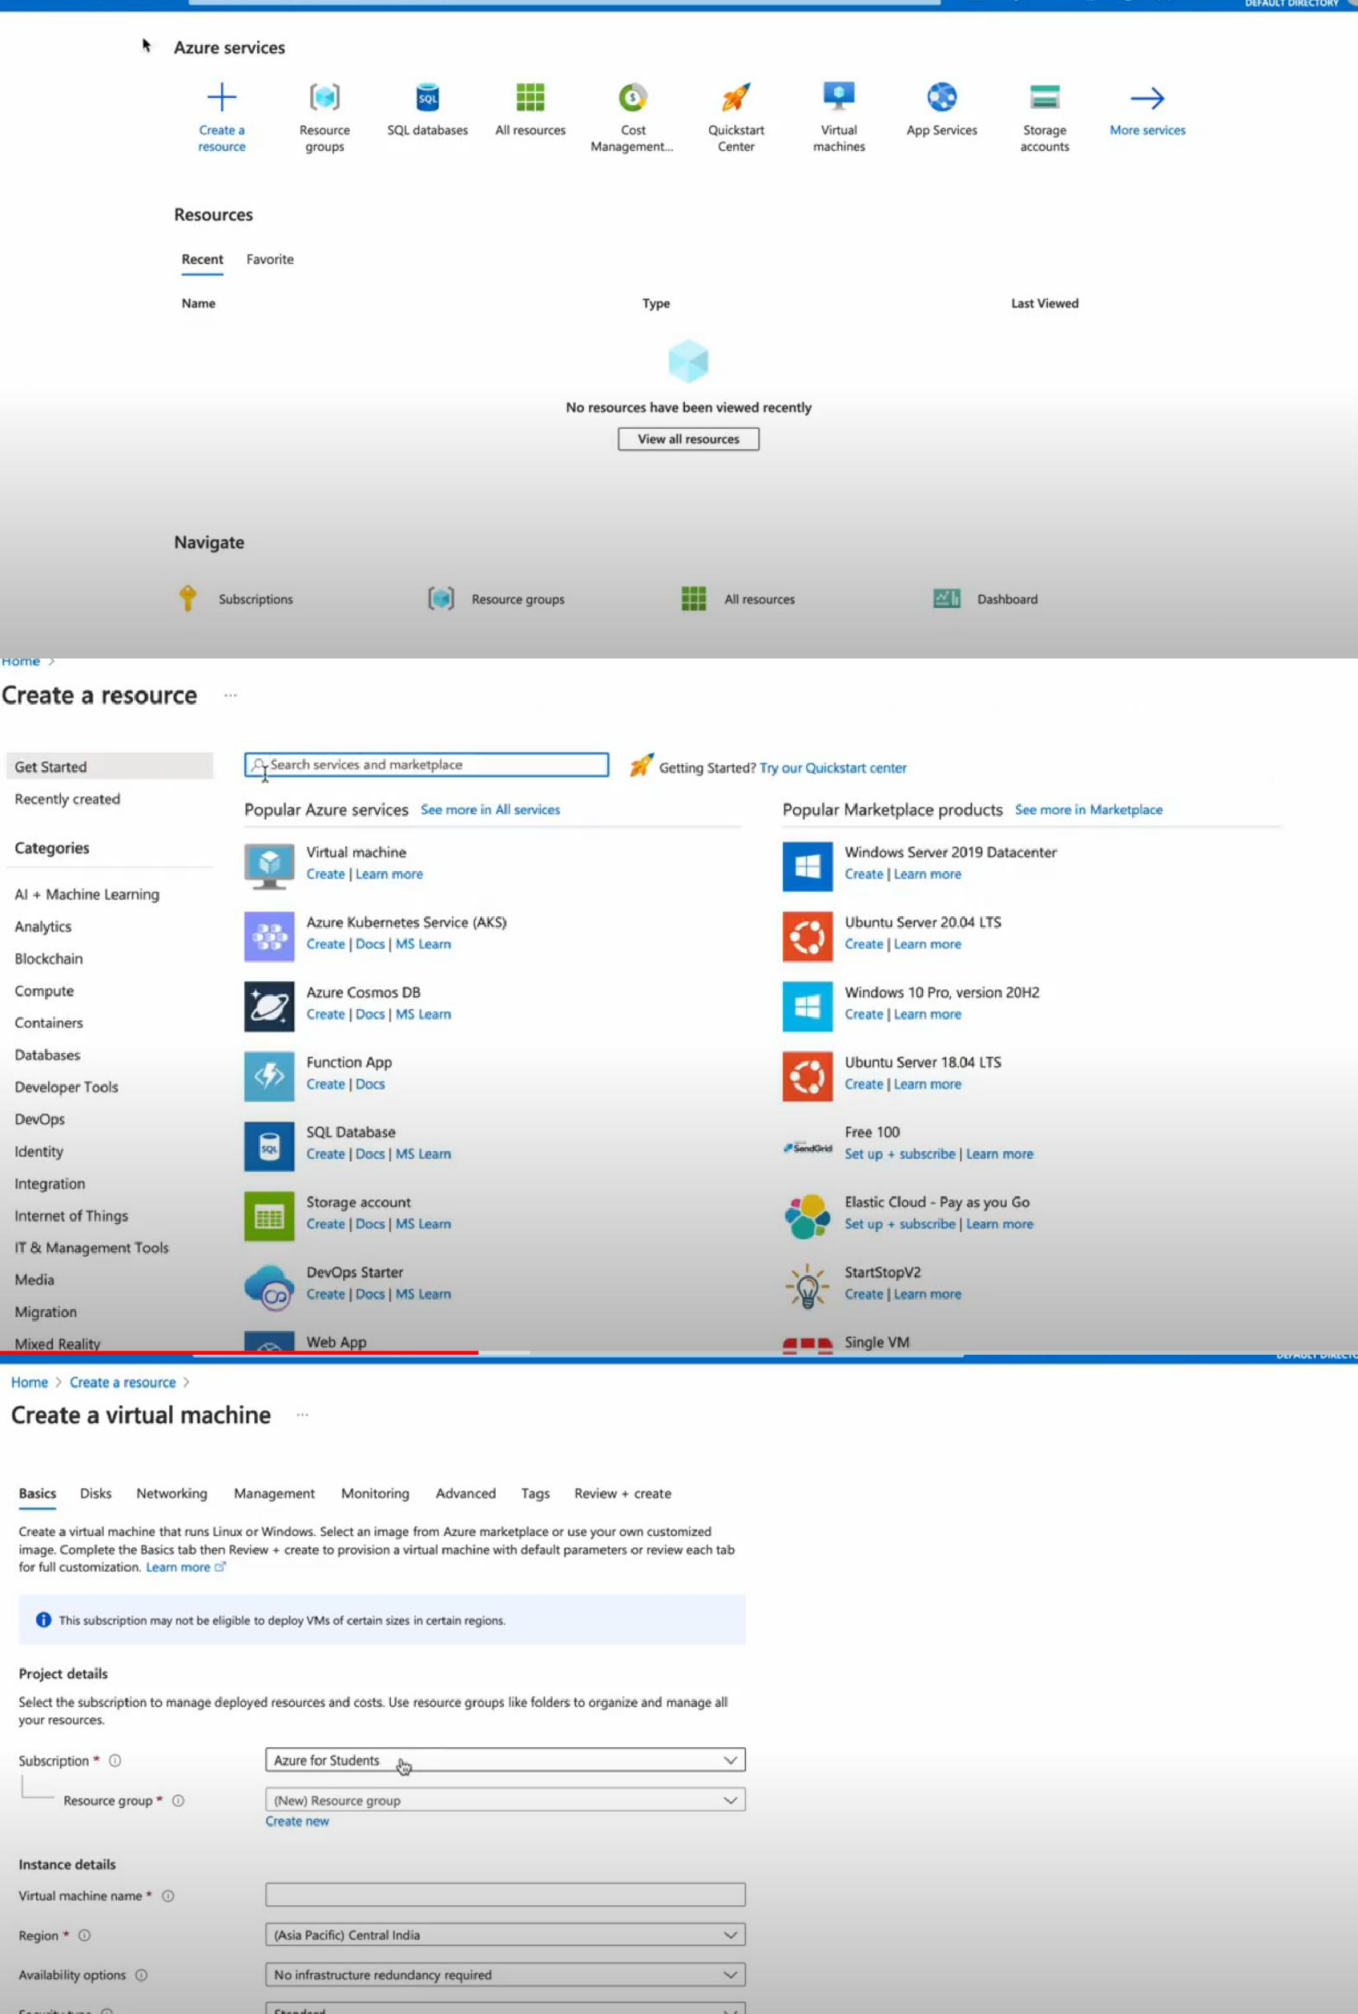 DEFAULT DIRECTORY
Azure services
Create a resource
Resource groups
SQL databases
All resources
Cost Management...
Quickstart Center
Virtual machines
App Services
Storage accounts
More services
Resources
Recent Favorite
Name Type Last Viewed
No resources have been viewed recently
View all resources
Navigate
Subscriptions Resource groups All resources Dashboard
Home >
Create a resource ...
Get Started
Recently created
Categories
AI + Machine Learning
Analytics
Blockchain
Compute
Containers
Databases
Developer Tools
DevOps
Identity
Integration
Internet of Things
IT & Management Tools
Media
Migration
Mixed Reality
Search services and marketplace
Getting Started? Try our Quickstart center
Popular Azure services See more in All services
Virtual machine
Create | Learn more
Azure Kubernetes Service (AKS)
Create | Docs | MS Learn
Azure Cosmos DB
Create | Docs | MS Learn
Function App
Create | Docs
SQL Database
Create | Docs | MS Learn
Storage account
Create | Docs | MS Learn
DevOps Starter
Create | Docs | MS Learn
Web App
Popular Marketplace products See more in Marketplace
Windows Server 2019 Datacenter
Create | Learn more
Ubuntu Server 20.04 LTS
Create | Learn more
Windows 10 Pro, version 20H2
Create | Learn more
Ubuntu Server 18.04 LTS
Create | Learn more
SendGrid
Free 100
Set up + subscribe | Learn more
Elastic Cloud - Pay as you Go
Set up + subscribe | Learn more
StartStopV2
Create | Learn more
Single VM
Home > Create a resource >
Create a virtual machine ...
Basics Disks Networking Management Monitoring Advanced Tags Review + create
Create a virtual machine that runs Linux or Windows. Select an image from Azure marketplace or use your own customized
image. Complete the Basics tab then Review + create to provision a virtual machine with default parameters or review each tab
for full customization. Learn more
This subscription may not be eligible to deploy VMs of certain sizes in certain regions.
Project details
Select the subscription to manage deployed resources and costs. Use resource groups like folders to organize and manage all
your resources.
Subscription * Azure for Students
Resource group * (New) Resource group
Create new
Instance details
Virtual machine name *
Region * (Asia Pacific) Central India
Availability options No infrastructure redundancy required
Security type Standard